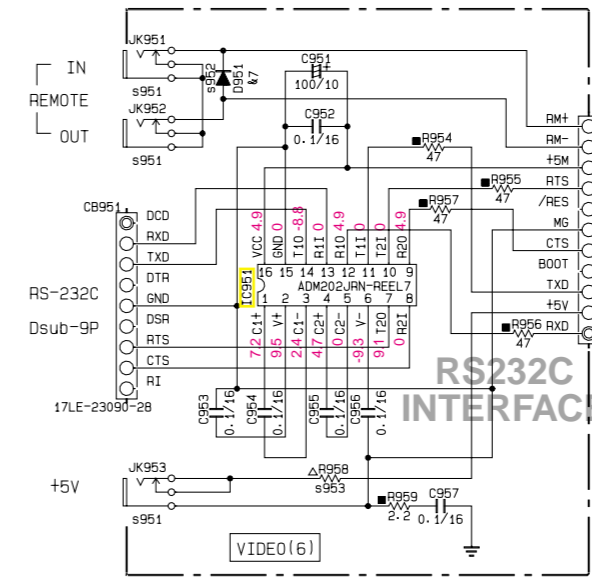 JK951
IN
s951
REMOTE
JK952
OUT
s951
s952
D951
&7
C951
100/10
+
C952
0.1/16
R954
47
R955
47
R957
47
RM+
RM-
+5M
RTS
/RES
MG
CTS
BOOT
TXD
+5V
RXD
R956
47
CB951
DCD
RXD
TXD
DTR
GND
DSR
RTS
CTS
RI
RS-232C
Dsub-9P
17LE-23090-28
VCC 4.9
GND 0
T1O -8.8
R1I 0
R1O 4.9
T1I 0
T2I 0
R2O 4.9
16 15 14 13 12 11 10 9
IC951
ADM202JRN-REEL7
1 2 3 4 5 6 7 8
7.2 C1+
9.5 V+
2.4 C1-
4.7 C2+
0 C2-
-9.3 V-
9.1 T2O
0 R2I
C953
0.1/16
C954
0.1/16
C955
0.1/16
C956
0.1/16
RS232C
INTERFACE
JK953
+5V
s951
R958
s953
R959
2.2
C957
0.1/16
VIDEO(6)